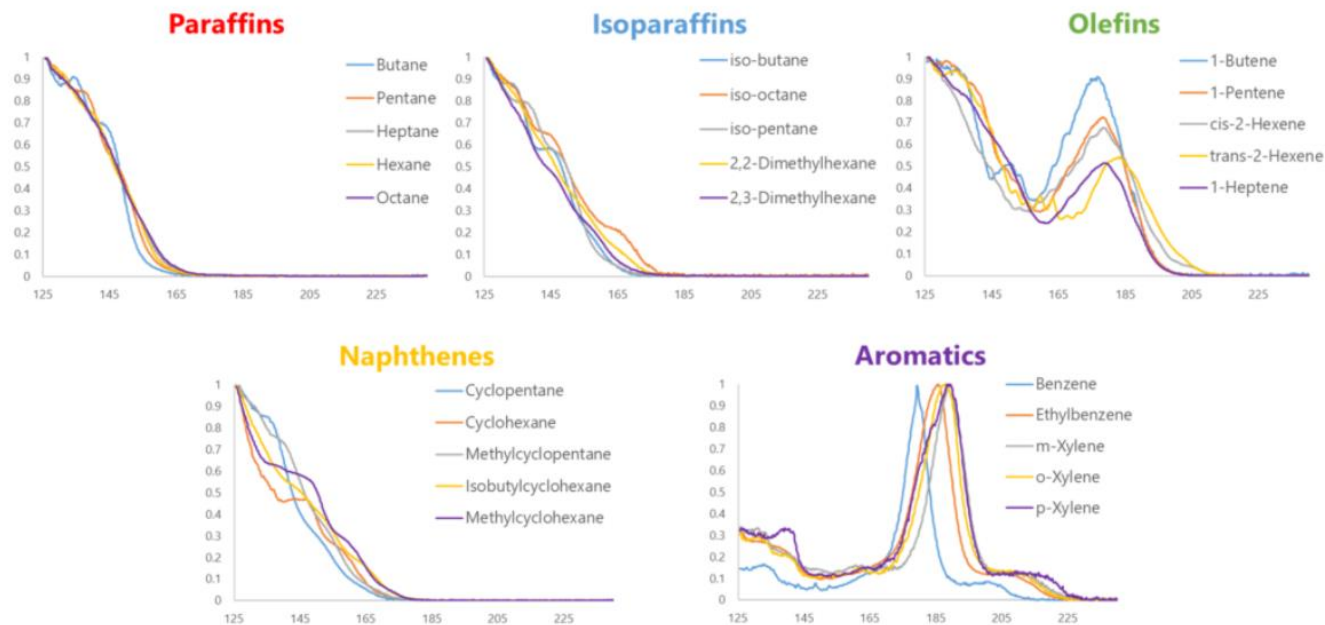 Paraffins
1
0.9
0.8
0.7
0.6
0.5
0.4
0.3
0.2
0.1
0
125 145 165 185 205 225
Butane
Pentane
Heptane
Hexane
Octane
Isoparaffins
1
0.9
0.8
0.7
0.6
0.5
0.4
0.3
0.2
0.1
0
125 145 165 185 205 225
iso-butane
iso-octane
iso-pentane
2,2-Dimethylhexane
2,3-Dimethylhexane
Olefins
1
0.9
0.8
0.7
0.6
0.5
0.4
0.3
0.2
0.1
0
125 145 165 185 205 225
1-Butene
1-Pentene
cis-2-Hexene
trans-2-Hexene
1-Heptene
Naphthenes
1
0.9
0.8
0.7
0.6
0.5
0.4
0.3
0.2
0.1
0
125 145 165 185 205 225
Cyclopentane
Cyclohexane
Methylcyclopentane
Isobutylcyclohexane
Methylcyclohexane
Aromatics
1
0.9
0.8
0.7
0.6
0.5
0.4
0.3
0.2
0.1
0
125 145 165 185 205 225
Benzene
Ethylbenzene
m-Xylene
o-Xylene
p-Xylene